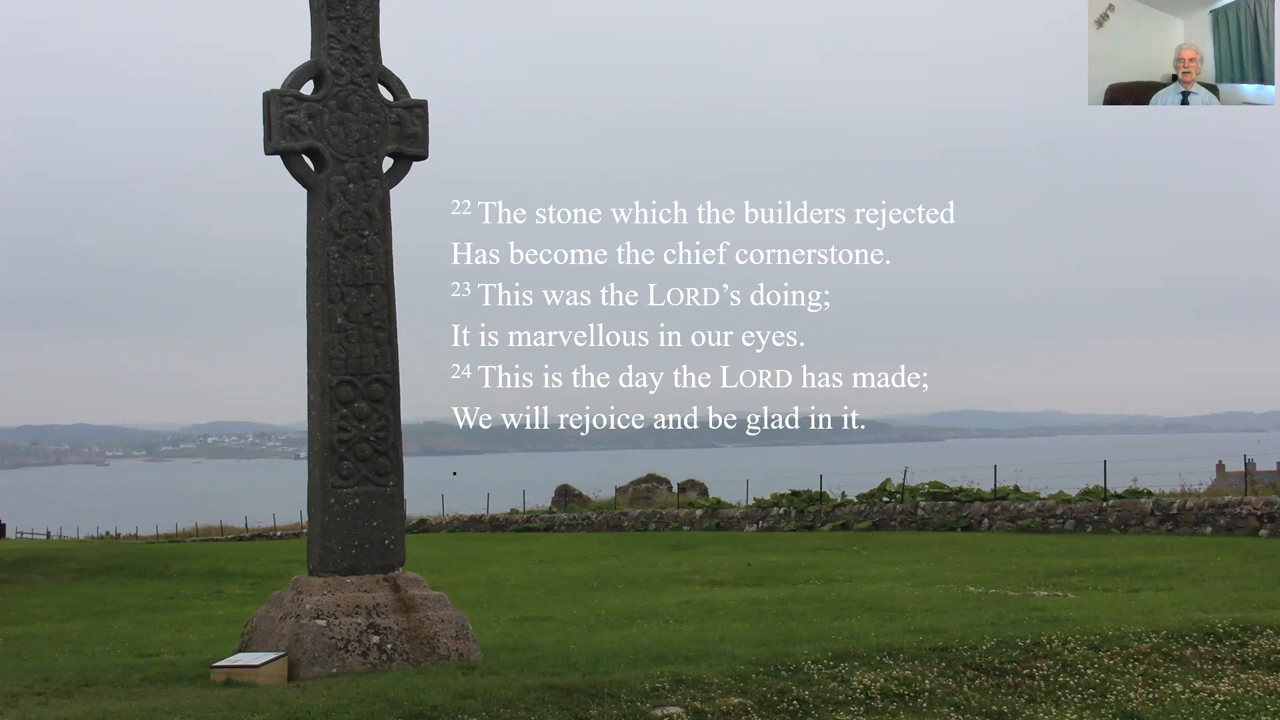 22 The stone which the builders rejected
Has become the chief cornerstone.
23 This was the LORD’s doing;
It is marvellous in our eyes.
24 This is the day the LORD has made;
We will rejoice and be glad in it.